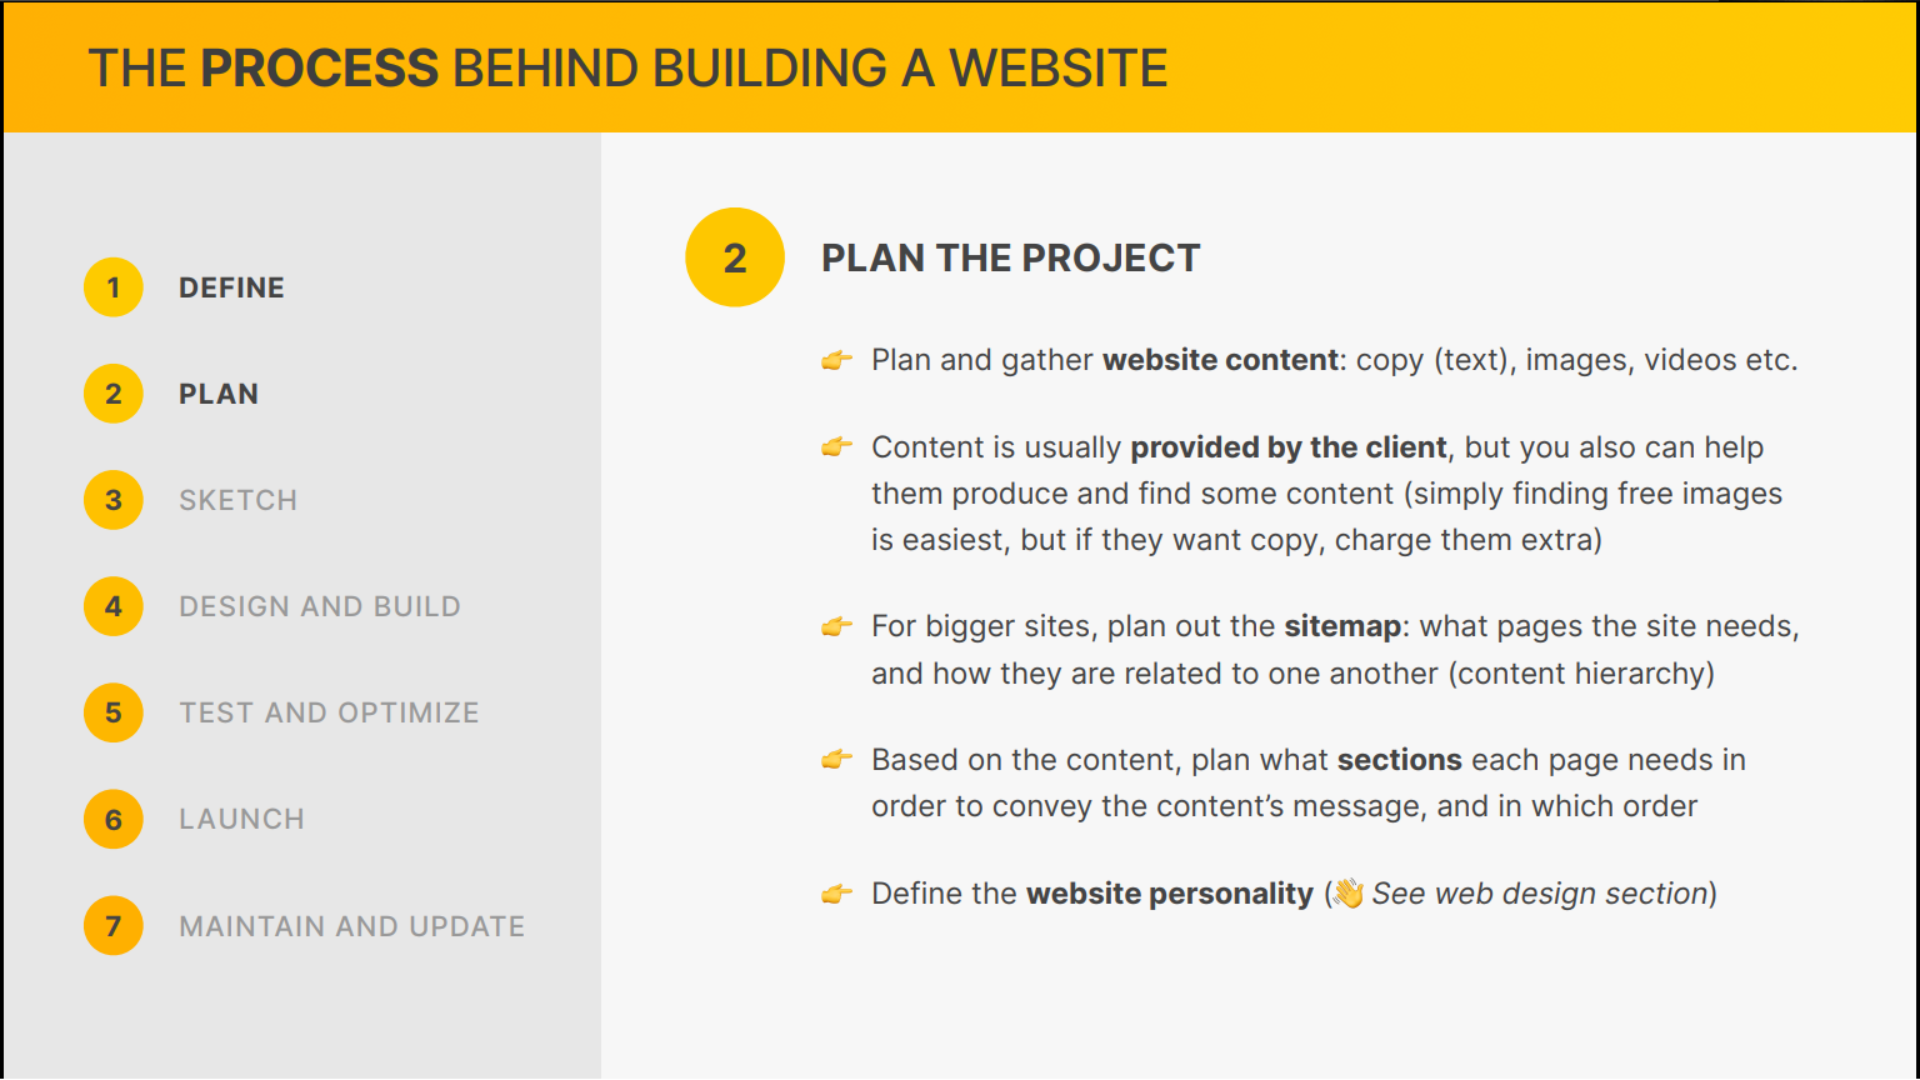 THE PROCESS BEHIND BUILDING A WEBSITE
1 DEFINE
2 PLAN
3 SKETCH
4 DESIGN AND BUILD
5 TEST AND OPTIMIZE
6 LAUNCH
7 MAINTAIN AND UPDATE
2 PLAN THE PROJECT
👉 Plan and gather website content: copy (text), images, videos etc.
👉 Content is usually provided by the client, but you also can help
them produce and find some content (simply finding free images
is easiest, but if they want copy, charge them extra)
👉 For bigger sites, plan out the sitemap: what pages the site needs,
and how they are related to one another (content hierarchy)
👉 Based on the content, plan what sections each page needs in
order to convey the content’s message, and in which order
👉 Define the website personality (👋 See web design section)